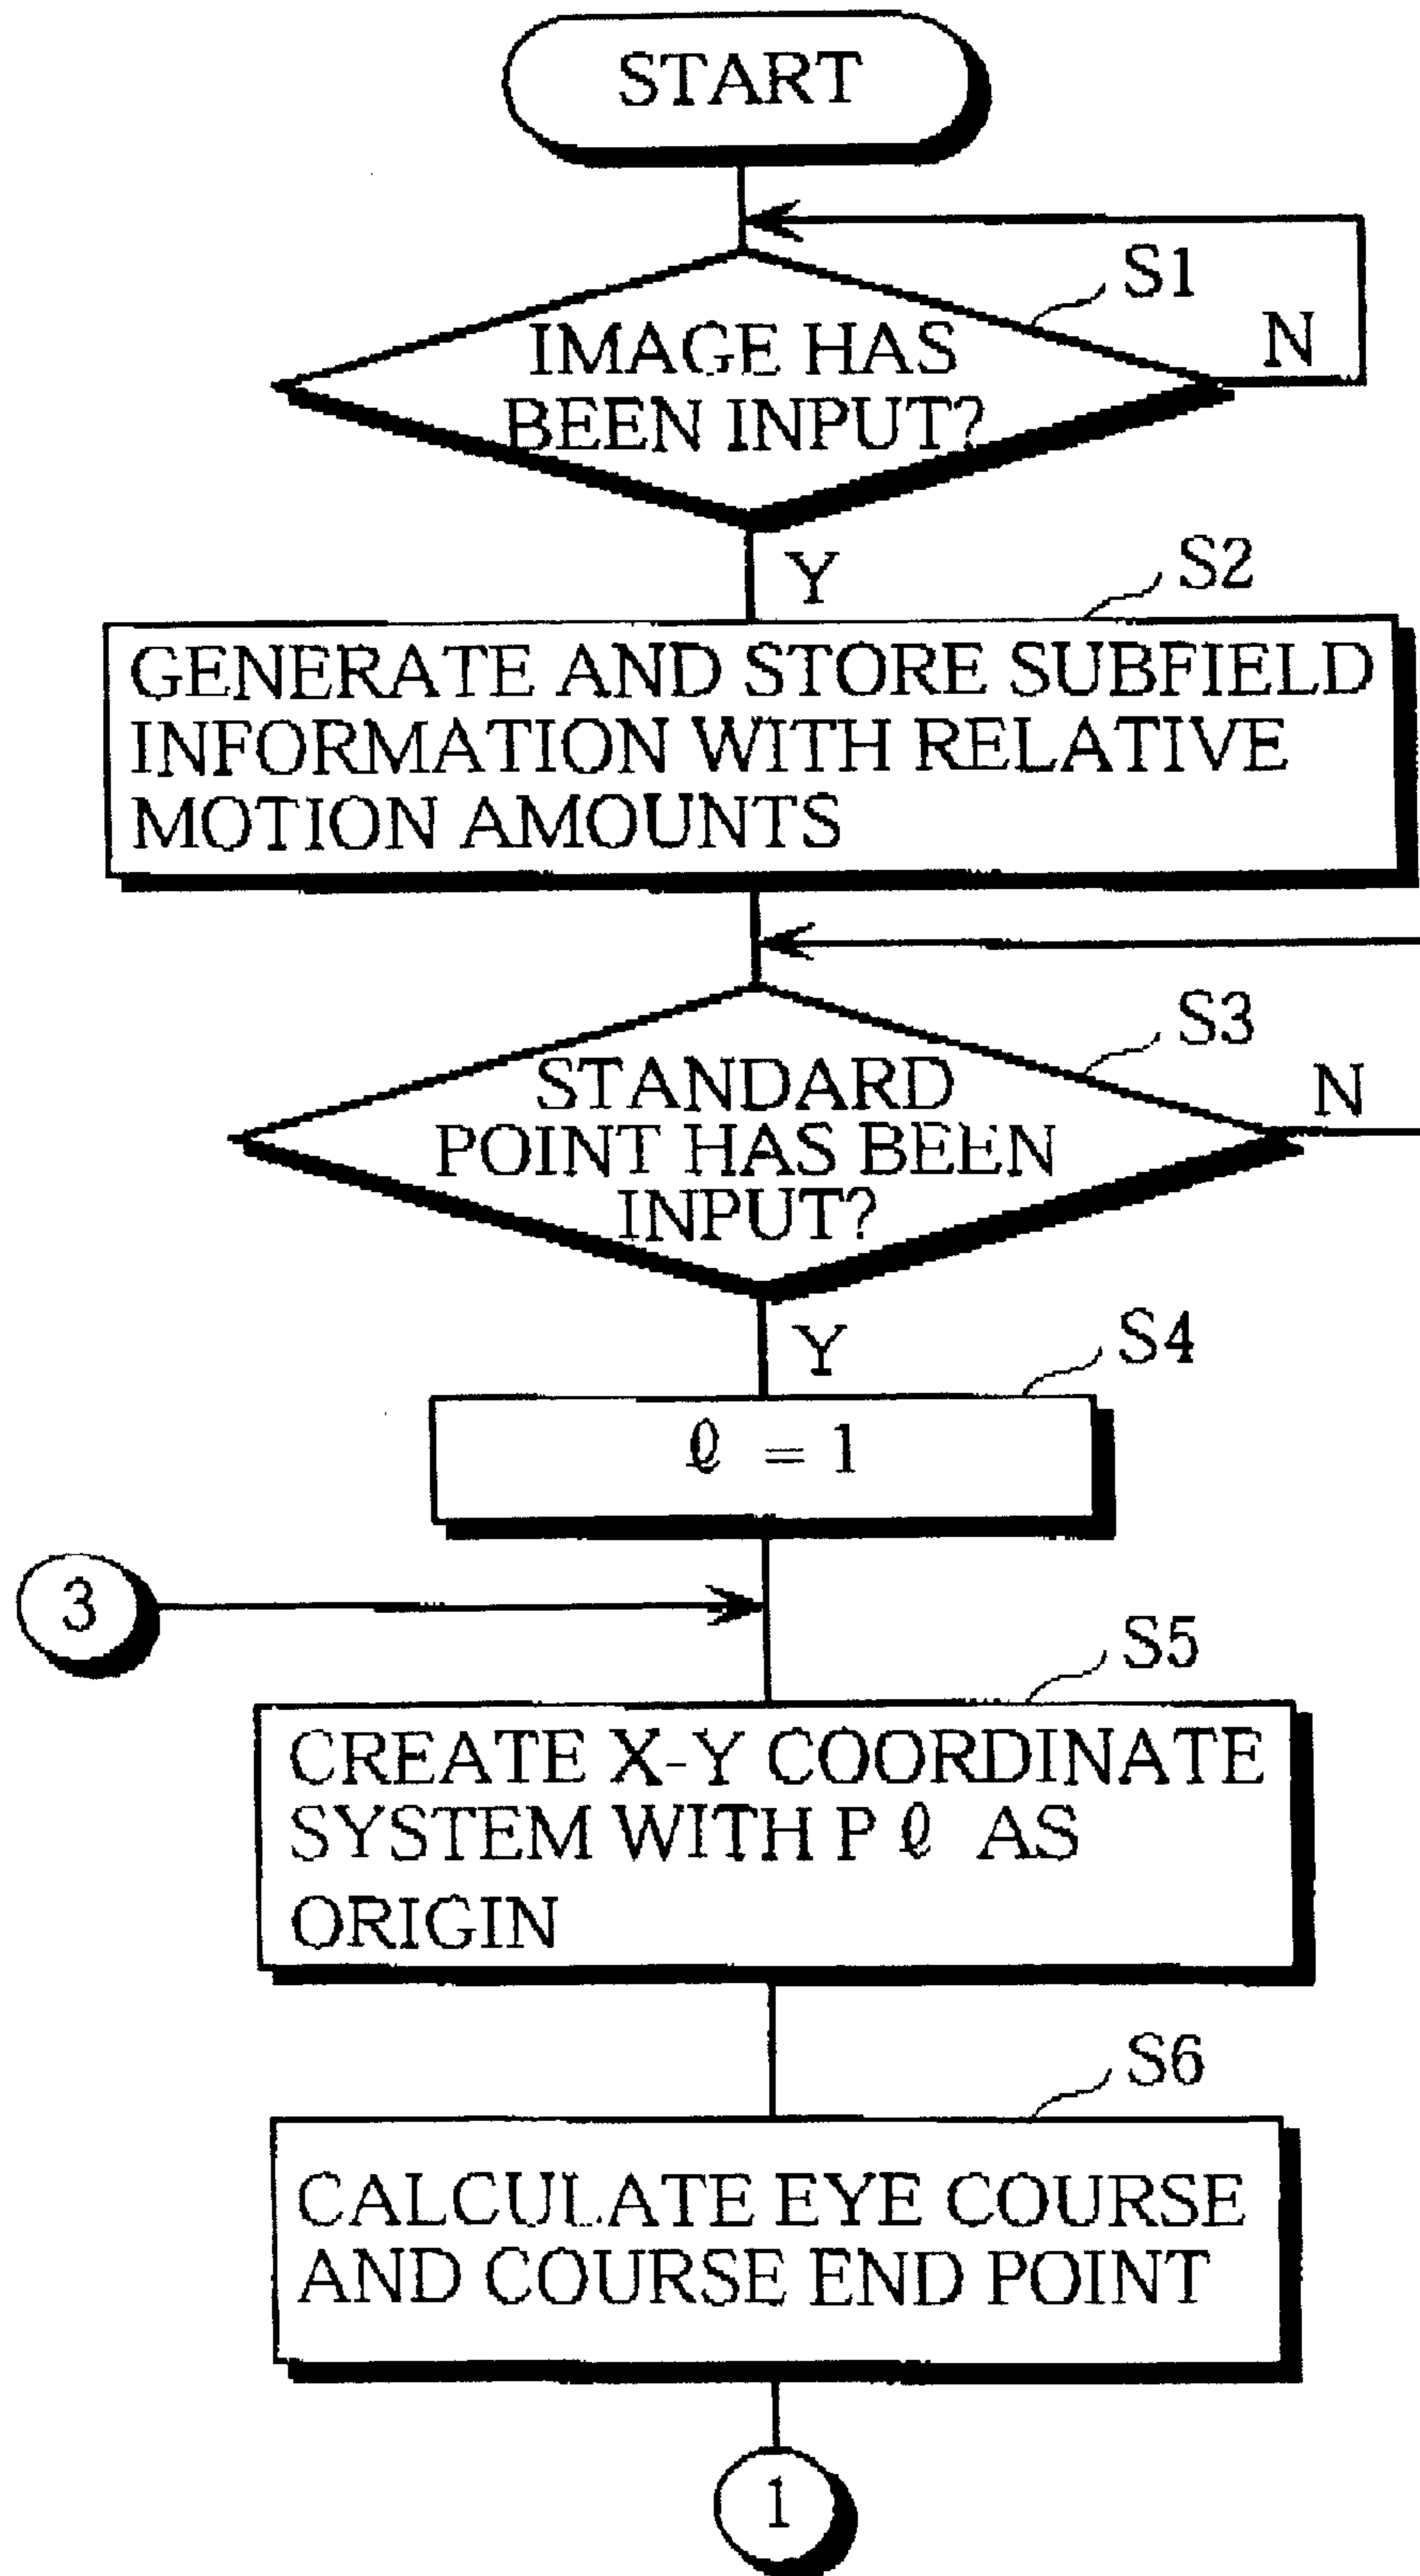 START
S1
IMAGE HAS
BEEN INPUT?
N
Y
S2
GENERATE AND STORE SUBFIELD
INFORMATION WITH RELATIVE
MOTION AMOUNTS
S3
STANDARD
POINT HAS BEEN
INPUT?
N
Y
S4
ℓ = 1
3
S5
CREATE X-Y COORDINATE
SYSTEM WITH P ℓ AS
ORIGIN
S6
CALCULATE EYE COURSE
AND COURSE END POINT
1